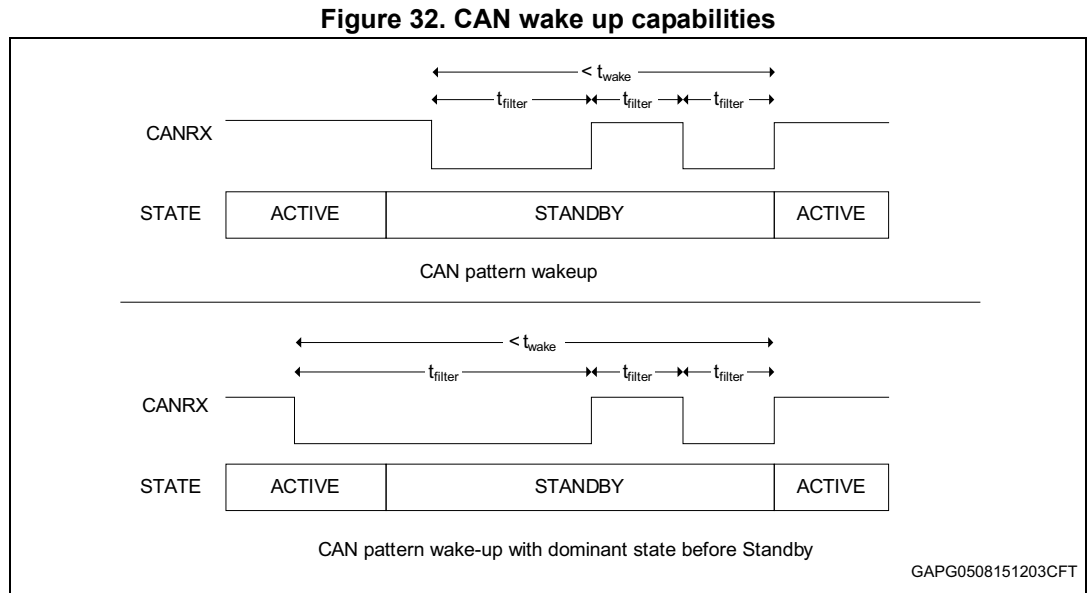 Figure 32. CAN wake up capabilities
< twake
tfilter tfilter tfilter
CANRX
STATE ACTIVE STANDBY ACTIVE
CAN pattern wakeup
< twake
tfilter tfilter tfilter
CANRX
STATE ACTIVE STANDBY ACTIVE
CAN pattern wake-up with dominant state before Standby
GAPG0508151203CFT